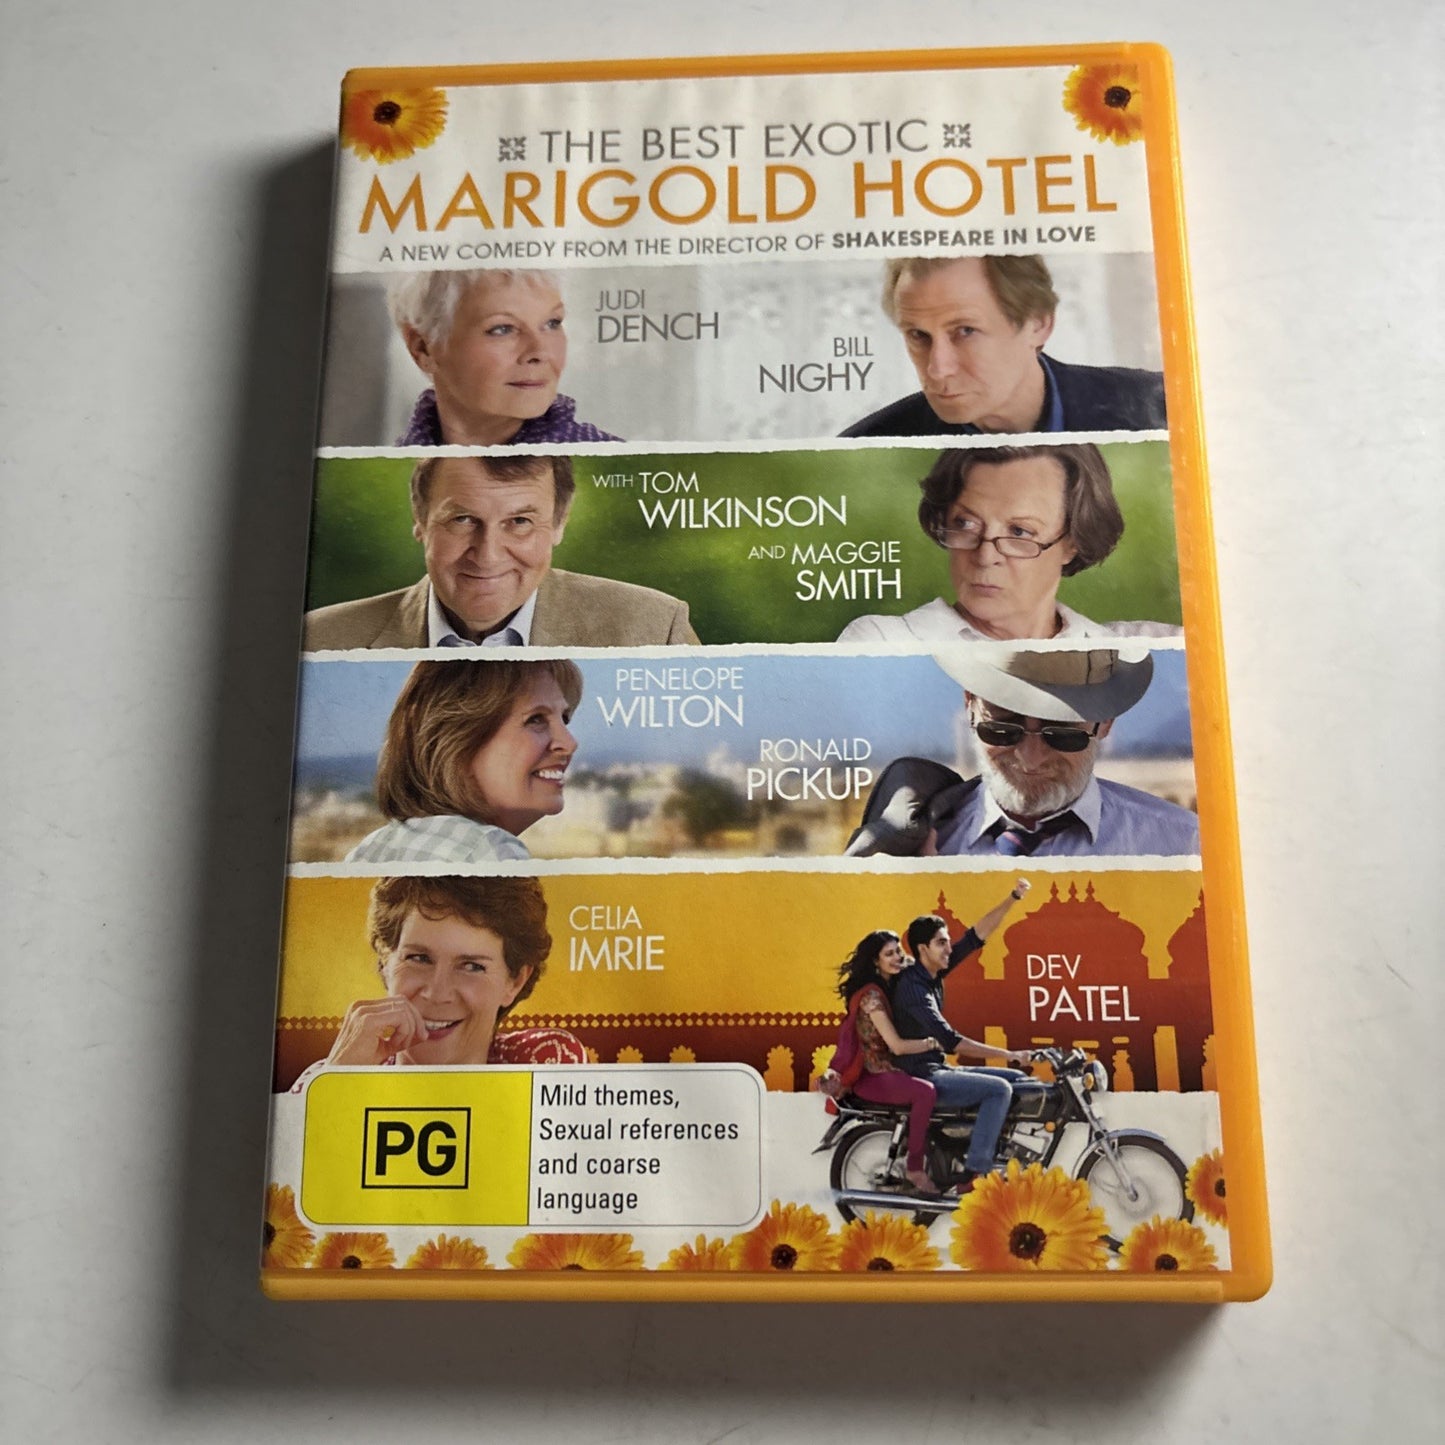 THE BEST EXOTIC
MARIGOLD HOTEL
A NEW COMEDY FROM THE DIRECTOR OF SHAKESPEARE IN LOVE
JUDI
DENCH
BILL
NIGHY
WITH TOM
WILKINSON
AND MAGGIE
SMITH
PENELOPE
WILTON
RONALD
PICKUP
CELIA
IMRIE
DEV
PATEL
PG
Mild themes,
Sexual references
and coarse
language